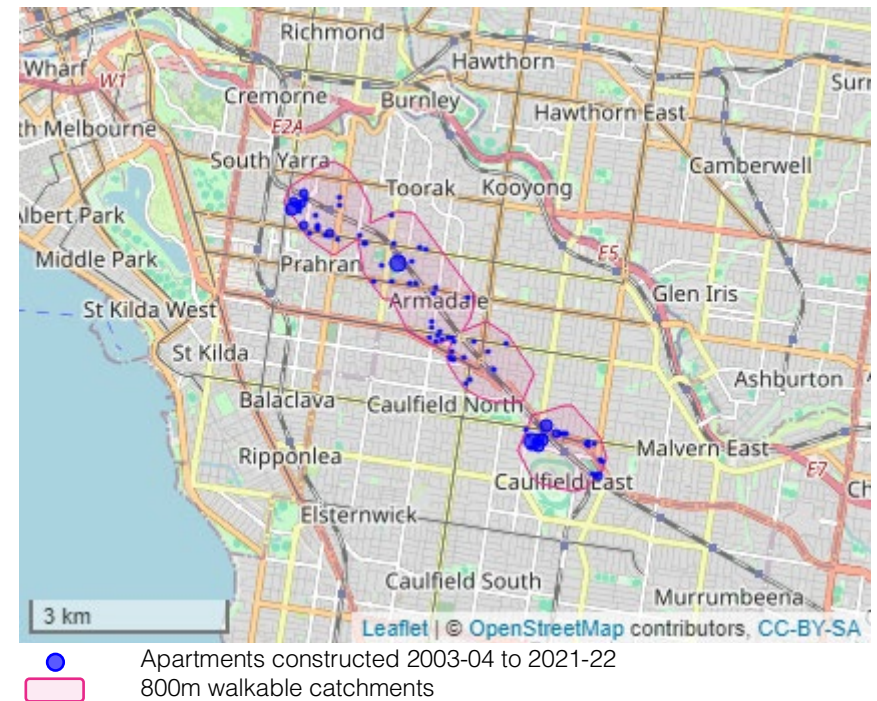 Richmond
Hawthorn
Wharf
W1
Surr
Cremorne
Burnley
Hawthorn East
E2A
th Melbourne
South Yarra
Camberwell
Toorak
Kooyong
Albert Park
E5
Middle Park
Prahran
Armadale
Glen Iris
St Kilda West
St Kilda
Ashburton
Balaclava
Caulfield North
Ripponlea
Malvern East
E7
Caulfield East
Ch
Elsternwick
Caulfield South
Murrumbeena
3 km
Leaflet | © OpenStreetMap contributors, CC-BY-SA
Apartments constructed 2003-04 to 2021-22
800m walkable catchments